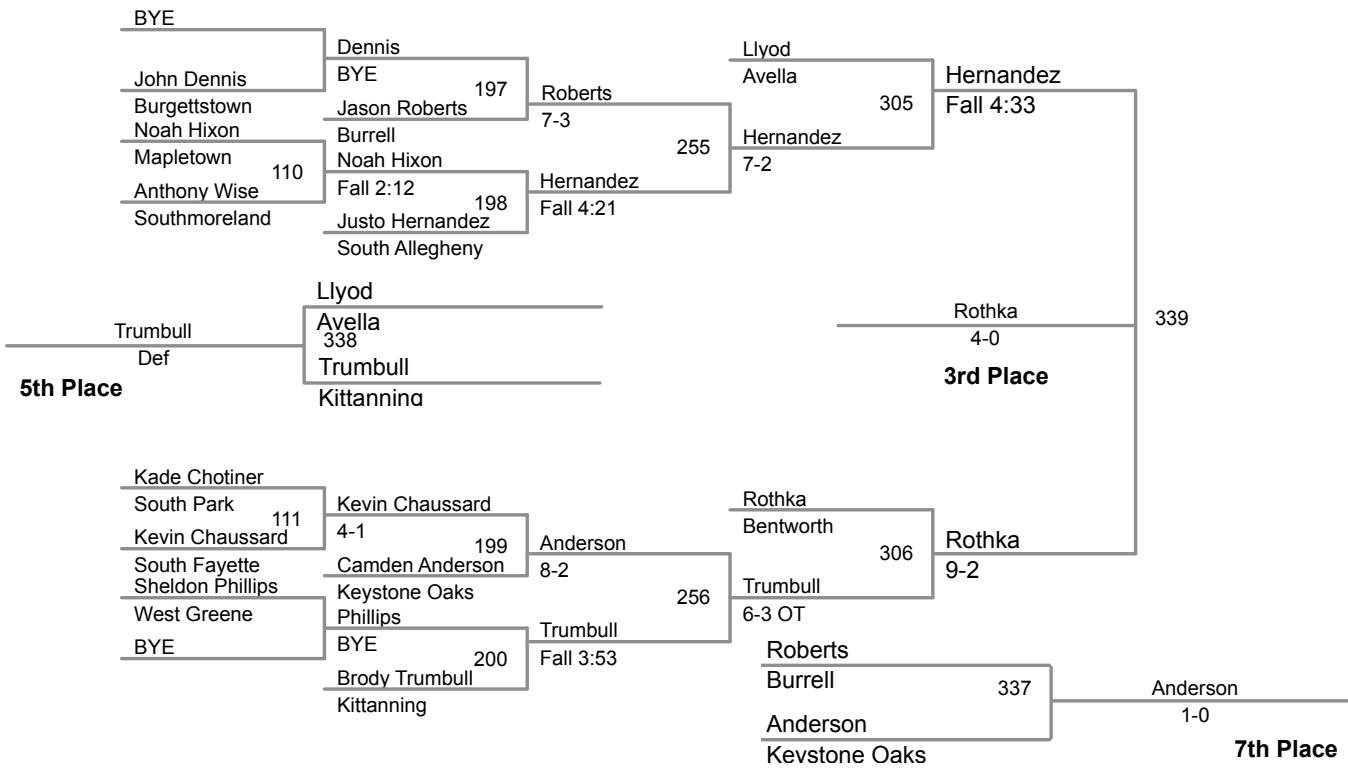 BYE
John Dennis
Burgettstown
Noah Hixon
Mapletown
110
Anthony Wise
Southmoreland
Dennis
BYE
197
Jason Roberts
Burrell
Noah Hixon
Fall 2:12
198
Justo Hernandez
South Allegheny
Roberts
7-3
255
Hernandez
Fall 4:21
Llyod
Avella
305
Hernandez
7-2
Hernandez
Fall 4:33
Llyod
Avella
338
Trumbull
Kittanning
Trumbull
Def
5th Place
Rothka
4-0
3rd Place
339
Kade Chotiner
South Park
111
Kevin Chaussard
South Fayette
Sheldon Phillips
West Greene
BYE
Kevin Chaussard
4-1
199
Camden Anderson
Keystone Oaks
Phillips
BYE
200
Brody Trumbull
Kittanning
Anderson
8-2
256
Trumbull
Fall 3:53
Rothka
Bentworth
306
Trumbull
6-3 OT
Rothka
9-2
Roberts
Burrell
337
Anderson
Keystone Oaks
Anderson
1-0
7th Place